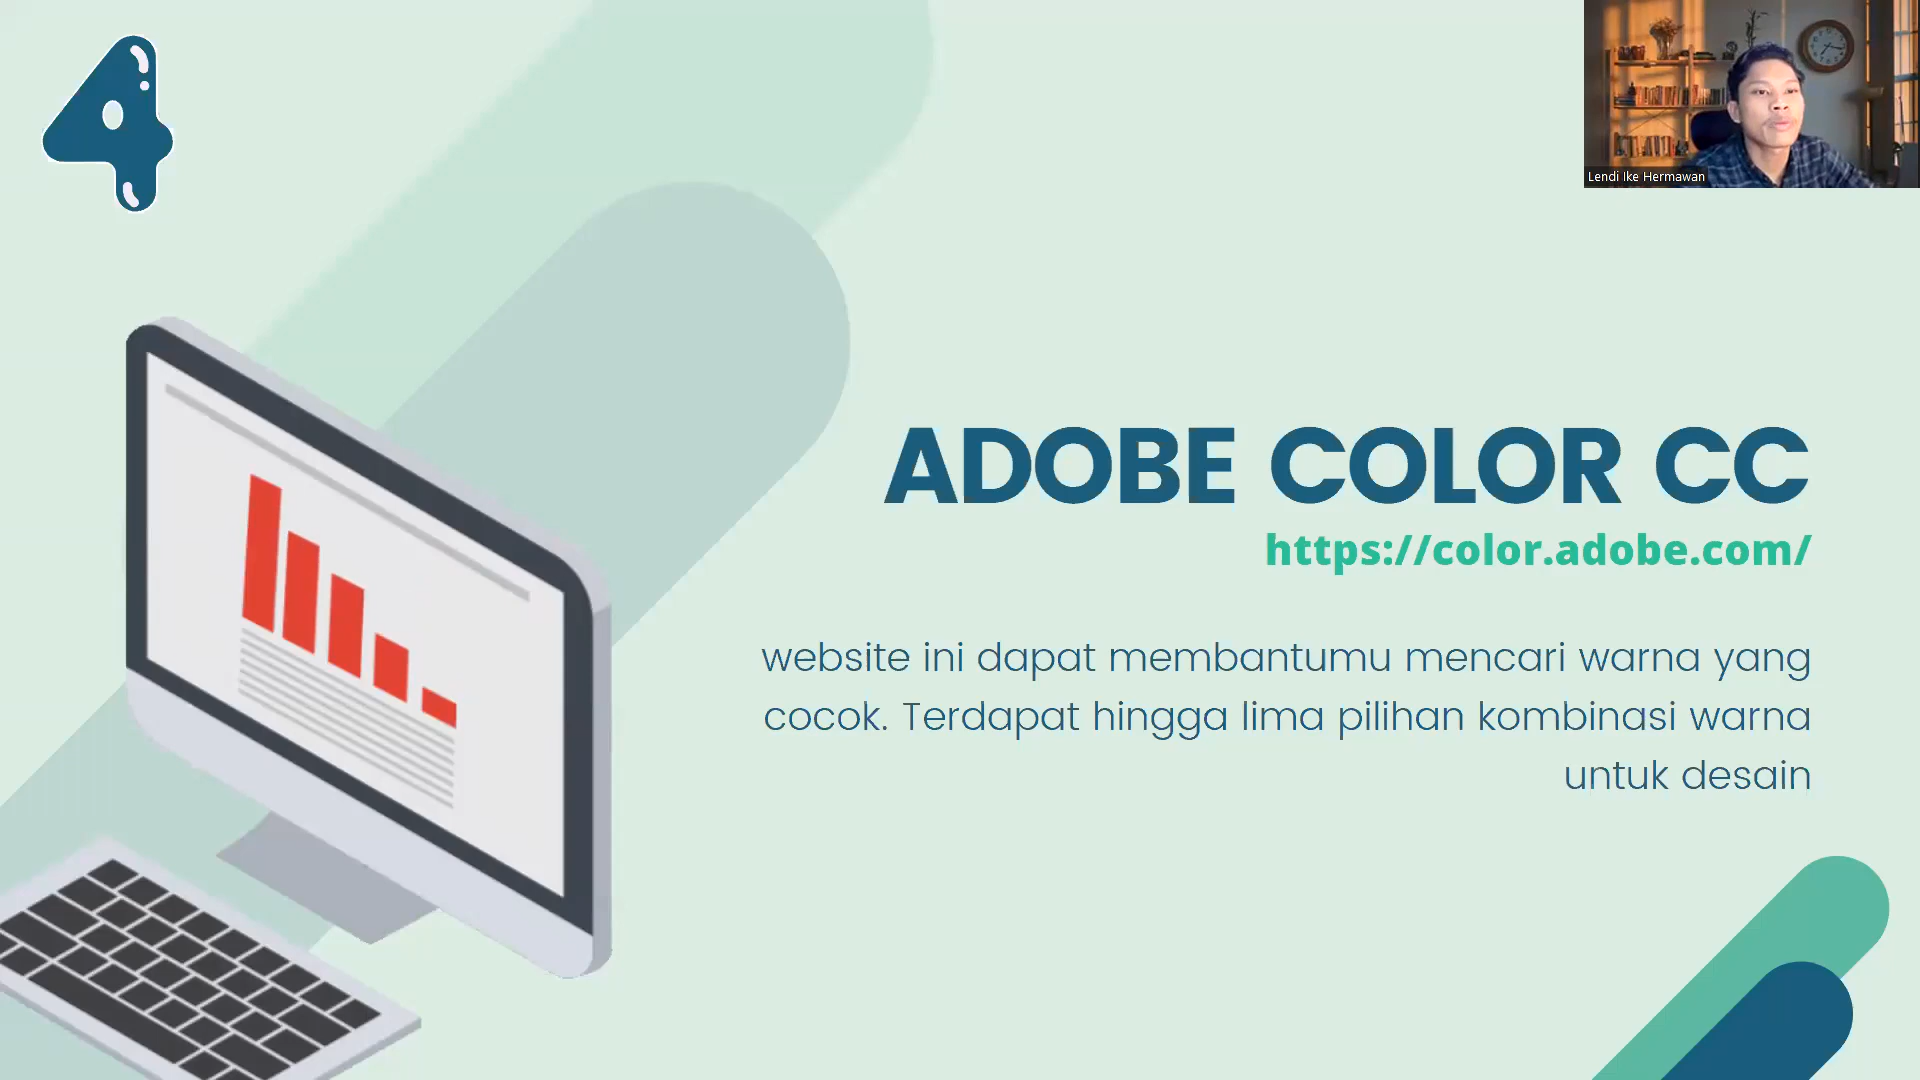 4
Lendi Ike Hermawan
ADOBE COLOR CC
https://color.adobe.com/
website ini dapat membantumu mencari warna yang
cocok. Terdapat hingga lima pilihan kombinasi warna
untuk desain